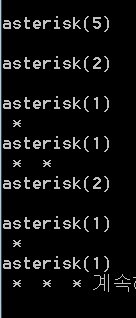 asterisk(5)
asterisk(2)
asterisk(1)
*
asterisk(1)
* *
asterisk(2)
asterisk(1)
*
asterisk(1)
* * * 계속하